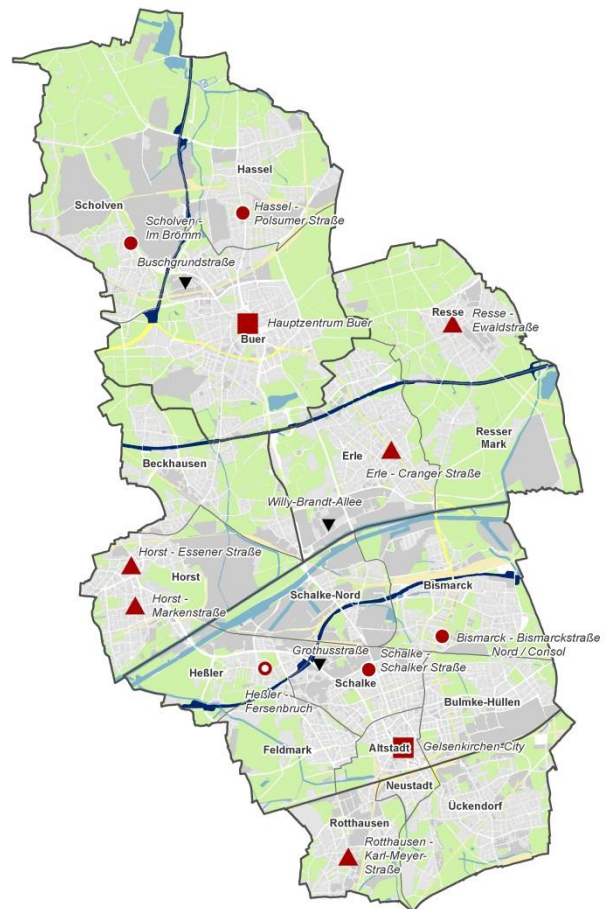 Hassel
Scholven
Hassel -
Polsumer Straße
Scholven -
Im Brömm
Buschgrundstraße
Hauptzentrum Buer
Buer
Resse
Resse -
Ewaldstraße
Resser
Mark
Beckhausen
Erle
Erle - Cranger Straße
Willy-Brandt-Allee
Horst - Essener Straße
Horst
Horst -
Markenstraße
Schalke-Nord
Bismarck
Bismarck - Bismarckstraße
Nord / Consol
Grothusstraße
Schalke -
Schalker Straße
Heßler
Schalke
Heßler -
Fersenbruch
Bulmke-Hüllen
Feldmark
Altstadt
Gelsenkirchen-City
Neustadt
Ückendorf
Rotthausen
Rotthausen -
Karl-Meyer-
Straße